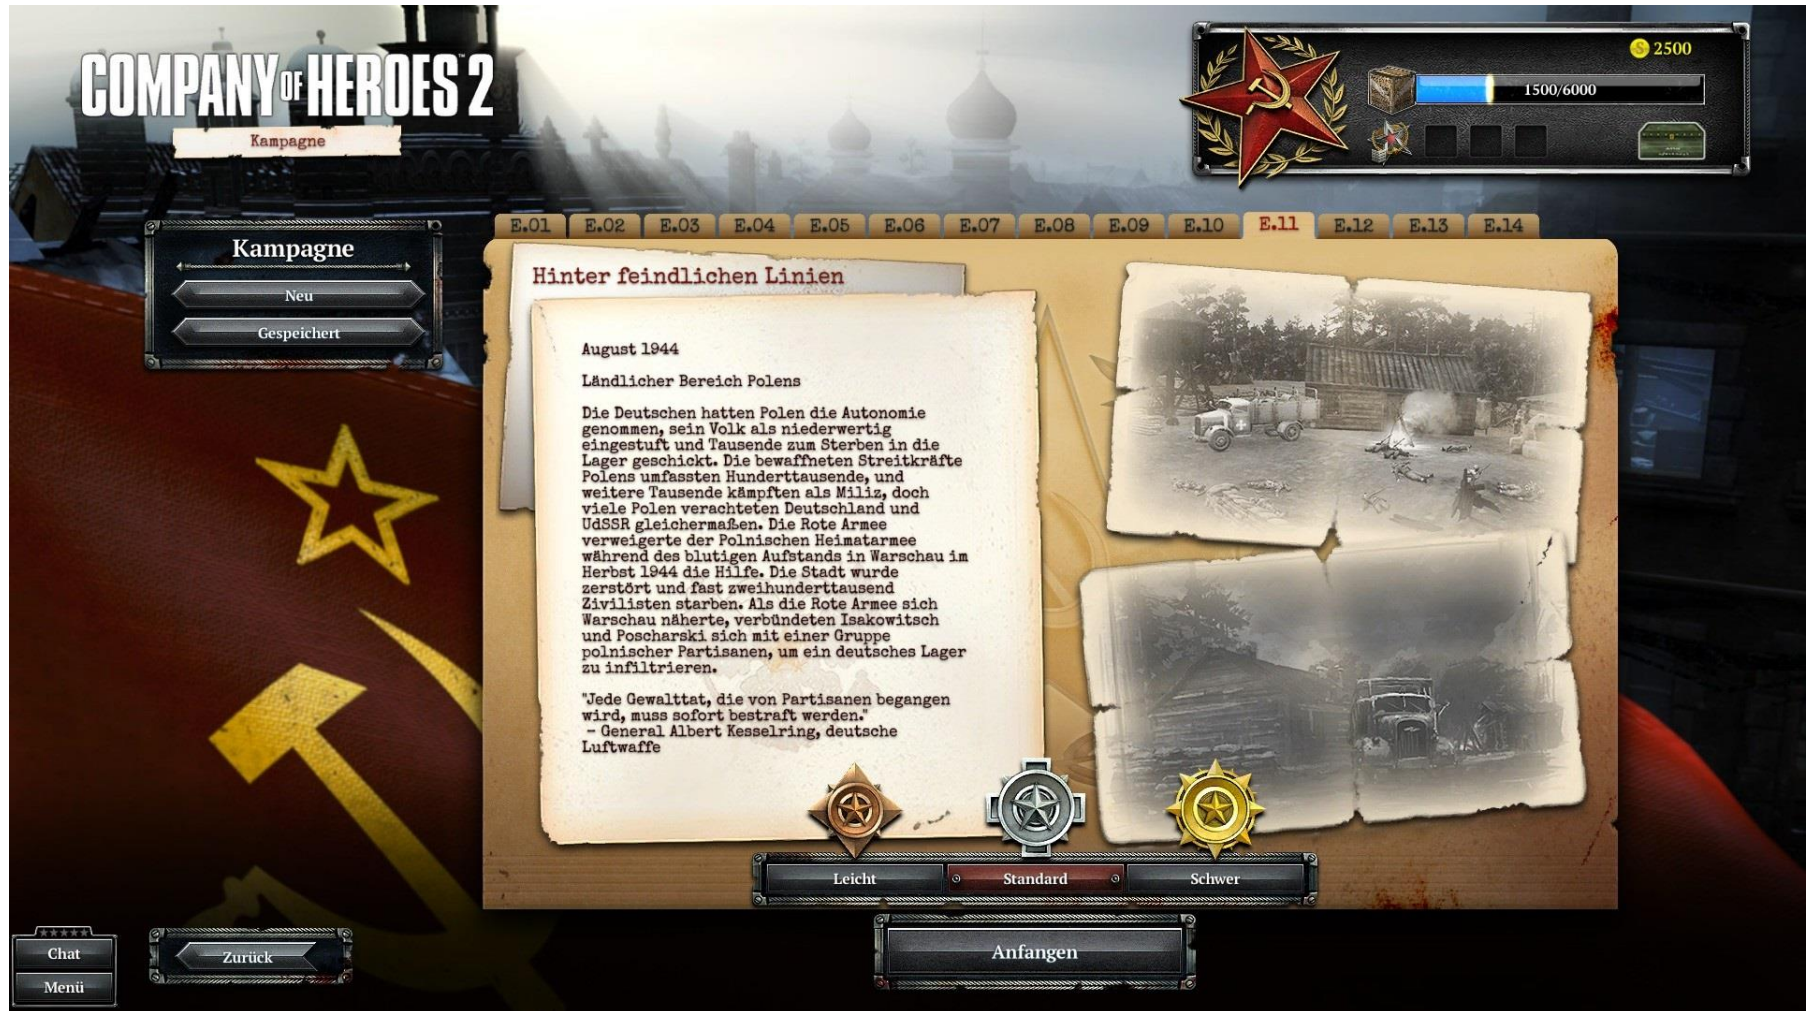 COMPANY OF HEROES 2™
Kampagne
2500
1500/6000
Kampagne
Neu
Gespeichert
E.01 E.02 E.03 E.04 E.05 E.06 E.07 E.08 E.09 E.10 E.11 E.12 E.13 E.14
Hinter feindlichen Linien
August 1944
Ländlicher Bereich Polens
Die Deutschen hatten Polen die Autonomie
genommen, sein Volk als niederwertig
eingestuft und Tausende zum Sterben in die
Lager geschickt. Die bewaffneten Streitkräfte
Polens umfassten Hunderttausende, und
weitere Tausende kämpften als Miliz, doch
viele Polen verachteten Deutschland und
UdSSR gleichermaßen. Die Rote Armee
verweigerte der Polnischen Heimatarmee
während des blutigen Aufstands in Warschau im
Herbst 1944 die Hilfe. Die Stadt wurde
zerstört und fast zweihunderttausend
Zivilisten starben. Als die Rote Armee sich
Warschau näherte, verbündeten Isakowitsch
und Poscharski sich mit einer Gruppe
polnischer Partisanen, um ein deutsches Lager
zu infiltrieren.
"Jede Gewalttat, die von Partisanen begangen
wird, muss sofort bestraft werden."
– General Albert Kesselring, deutsche
Luftwaffe
Leicht
Standard
Schwer
Anfangen
Chat
Menü
Zurück